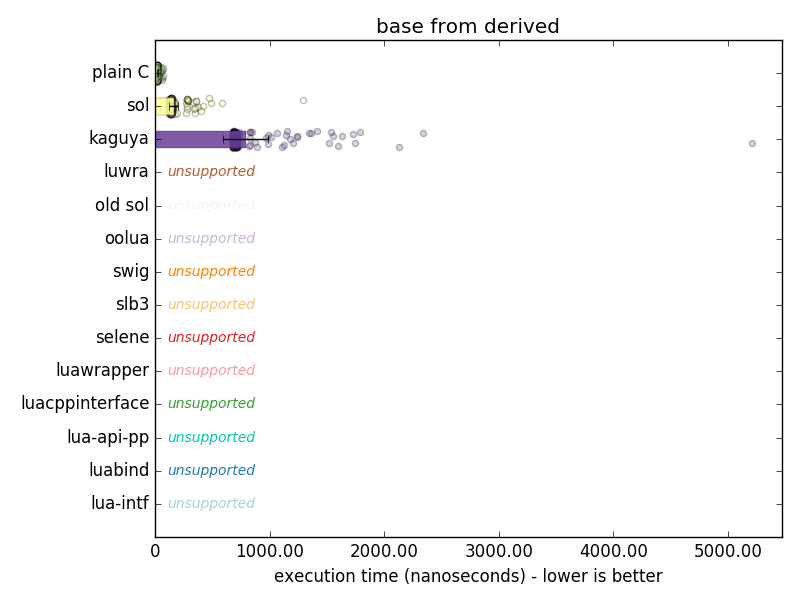 base from derived
plain C
sol
kaguya
luwra unsupported
old sol unsupported
oolua unsupported
swig unsupported
slb3 unsupported
selene unsupported
luawrapper unsupported
luacppinterface unsupported
lua-api-pp unsupported
luabind unsupported
lua-intf unsupported
0 1000.00 2000.00 3000.00 4000.00 5000.00
execution time (nanoseconds) - lower is better